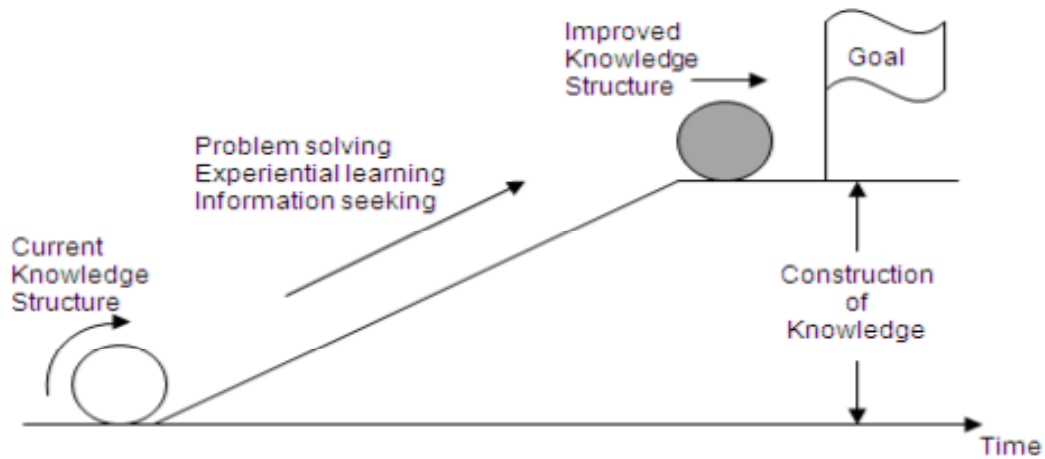 Improved
Knowledge
Structure
Goal
Problem solving
Experiential learning
Information seeking
Current
Knowledge
Structure
Construction
of
Knowledge
Time